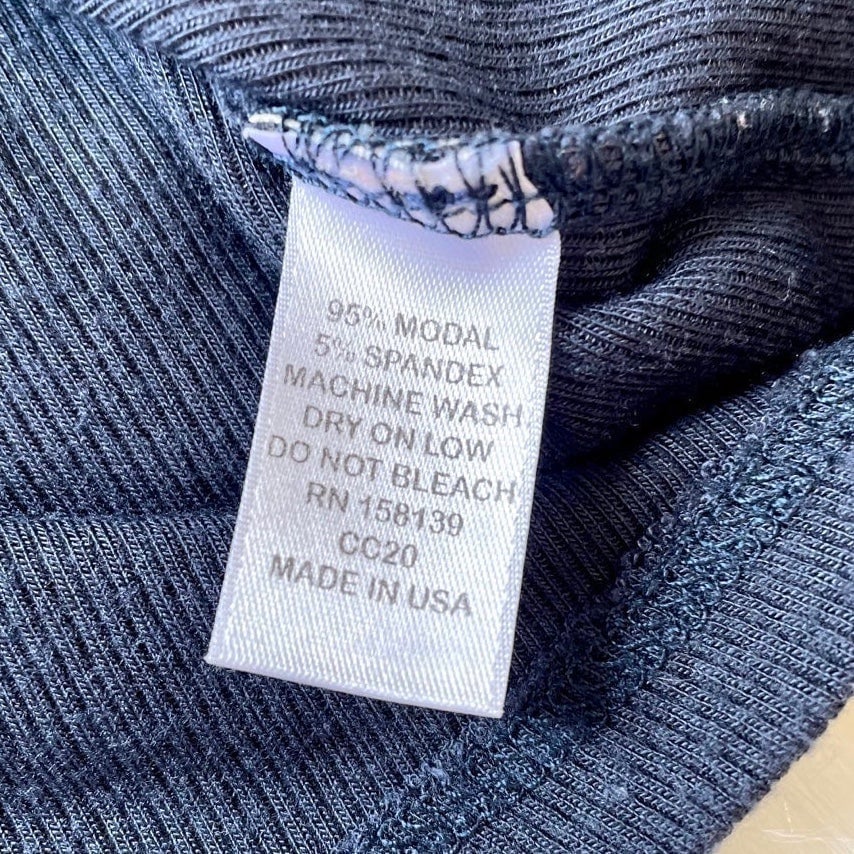 95% MODAL
5% SPANDEX
MACHINE WASH
DRY ON LOW
DO NOT BLEACH
RN 158139
CC20
MADE IN USA